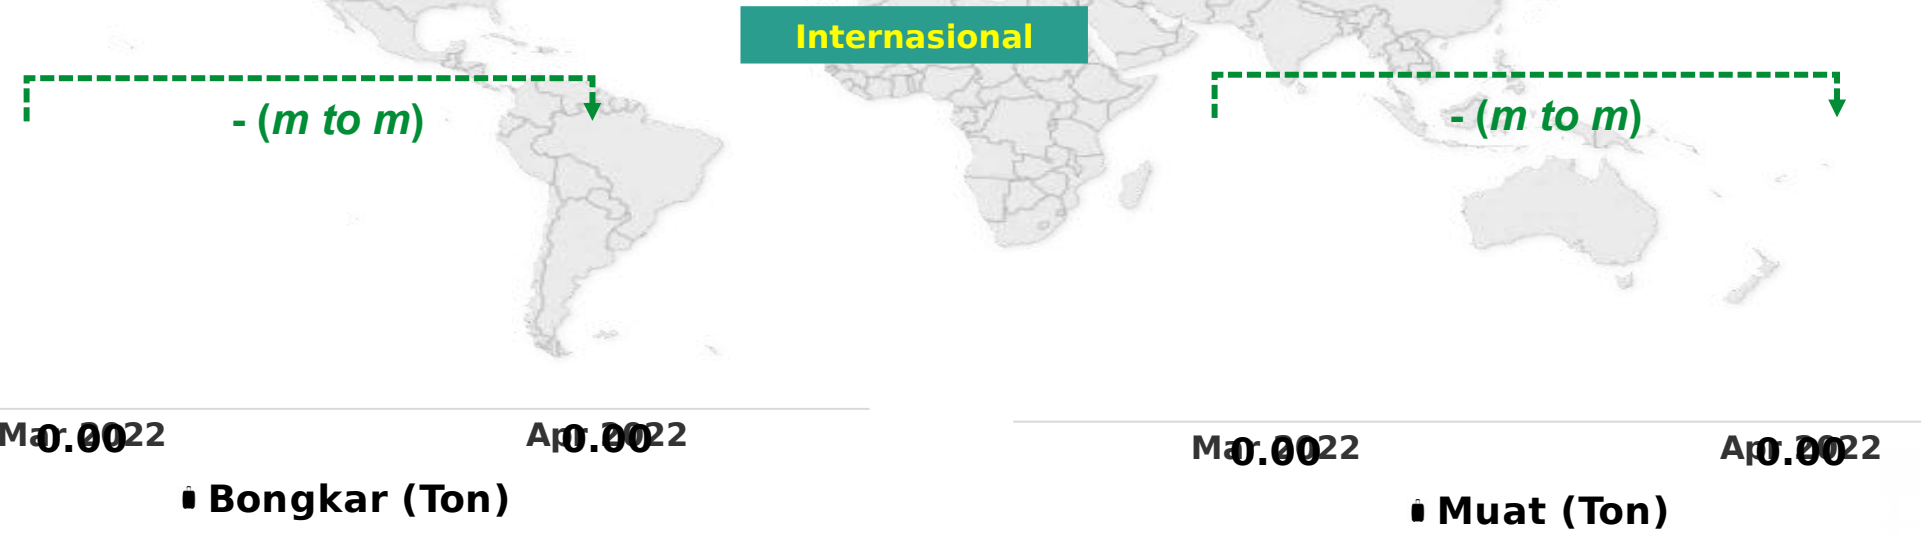 Internasional
- (m to m)
- (m to m)
Mar 2022
0.00
Apr 2022
0.00
Bongkar (Ton)
Mar 2022
0.00
Apr 2022
0.00
Muat (Ton)